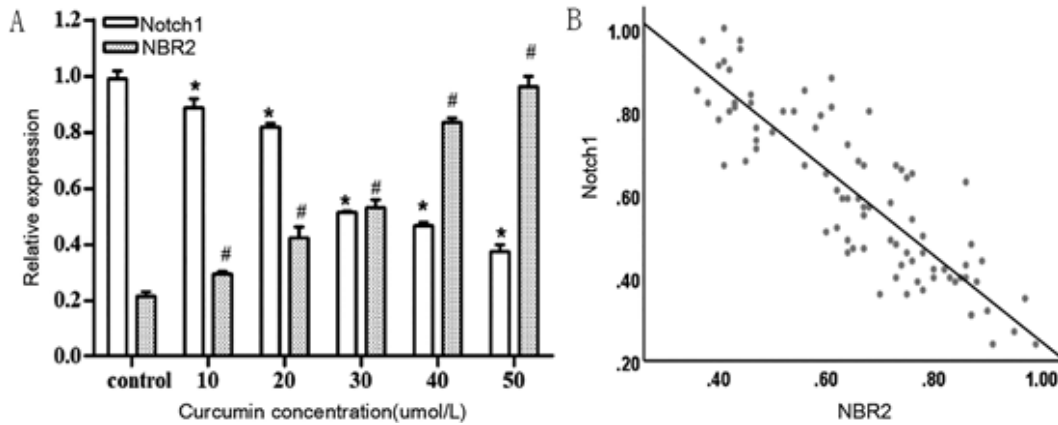 A
Notch1
NBR2
Relative expression
1.2
1.0
0.8
0.6
0.4
0.2
0.0
* # * # * # * # * #
control 10 20 30 40 50
Curcumin concentration(umol/L)
B
Notch1
1.00
.80
.60
.40
.20
.40 .60 .80 1.00
NBR2